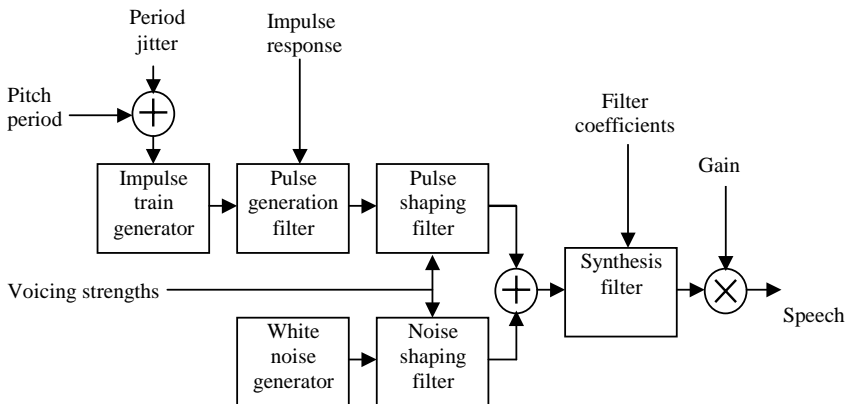 Period
jitter
Impulse
response
Pitch
period
Filter
coefficients
Impulse
train
generator
Pulse
generation
filter
Pulse
shaping
filter
Gain
Synthesis
filter
Voicing strengths
Speech
White
noise
generator
Noise
shaping
filter